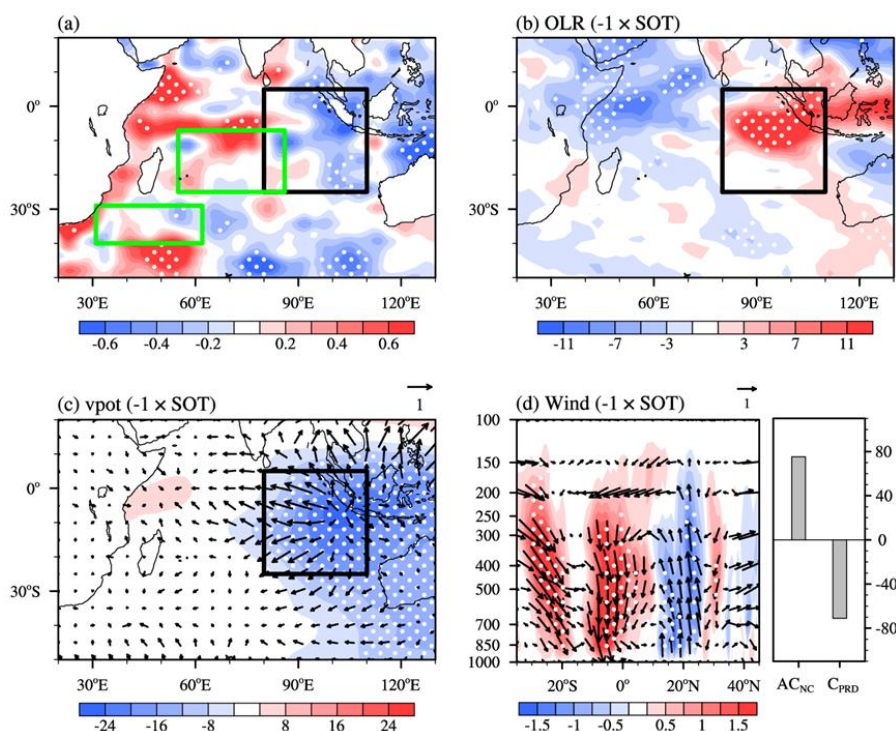 (a)
(b) OLR (-1 × SOT)
0°
30°S
0°
30°S
30°E 60°E 90°E 120°E
30°E 60°E 90°E 120°E
-0.6 -0.4 -0.2 0.2 0.4 0.6
-11 -7 -3 3 7 11
(c) vpot (-1 × SOT)
1
(d) Wind (-1 × SOT)
1
0°
30°S
100
150
200
250
300
400
500
700
850
1000
80
40
0
-40
-80
30°E 60°E 90°E 120°E
20°S 0° 20°N 40°N
AC_NC C_PRD
-24 -16 -8 8 16 24
-1.5 -1 -0.5 0.5 1 1.5